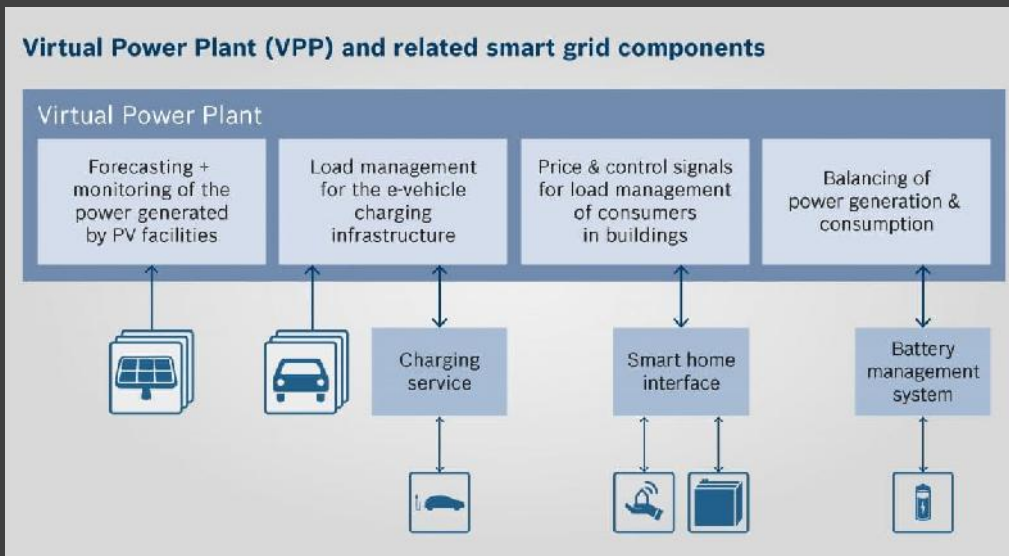 Virtual Power Plant (VPP) and related smart grid components
Virtual Power Plant
Forecasting +
monitoring of the
power generated
by PV facilities
Load management
for the e-vehicle
charging
infrastructure
Price & control signals
for load management
of consumers
in buildings
Balancing of
power generation &
consumption
Charging
service
Smart home
interface
Battery
management
system